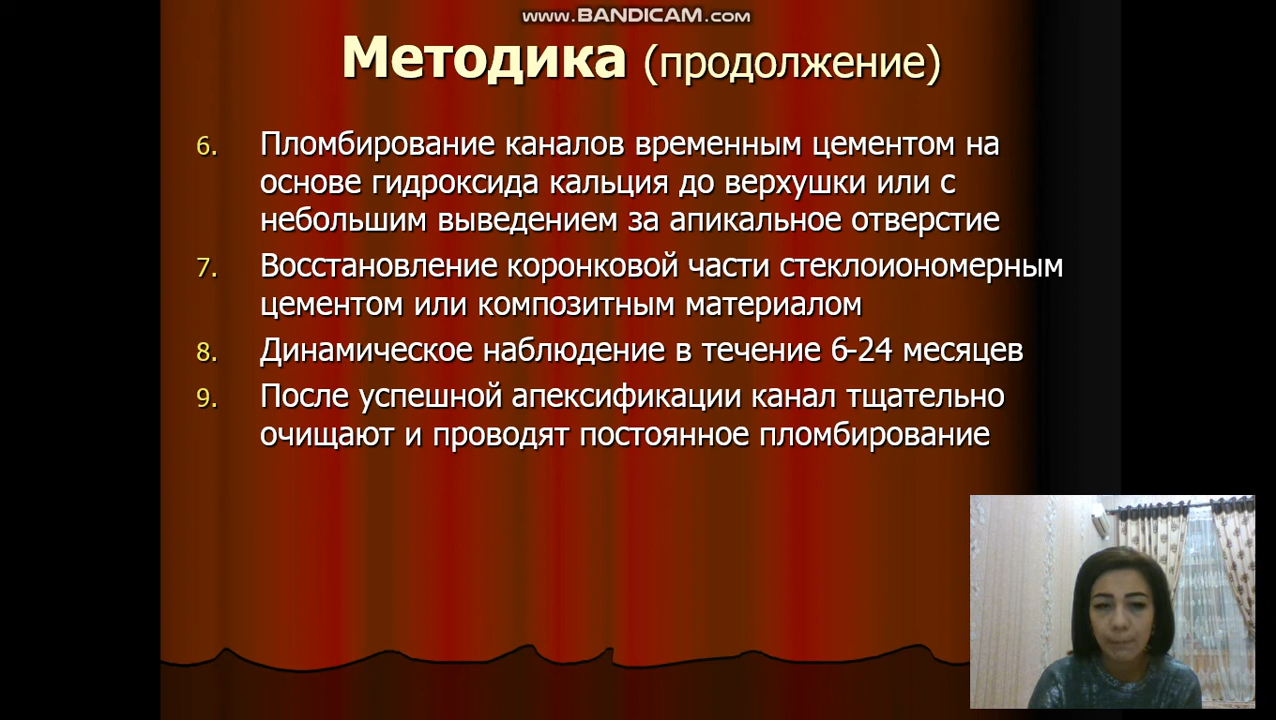 www.BANDICAM.com
Методика (продолжение)
6. Пломбирование каналов временным цементом на
основе гидроксида кальция до верхушки или с
небольшим выведением за апикальное отверстие
7. Восстановление коронковой части стеклоиономерным
цементом или композитным материалом
8. Динамическое наблюдение в течение 6-24 месяцев
9. После успешной апексификации канал тщательно
очищают и проводят постоянное пломбирование